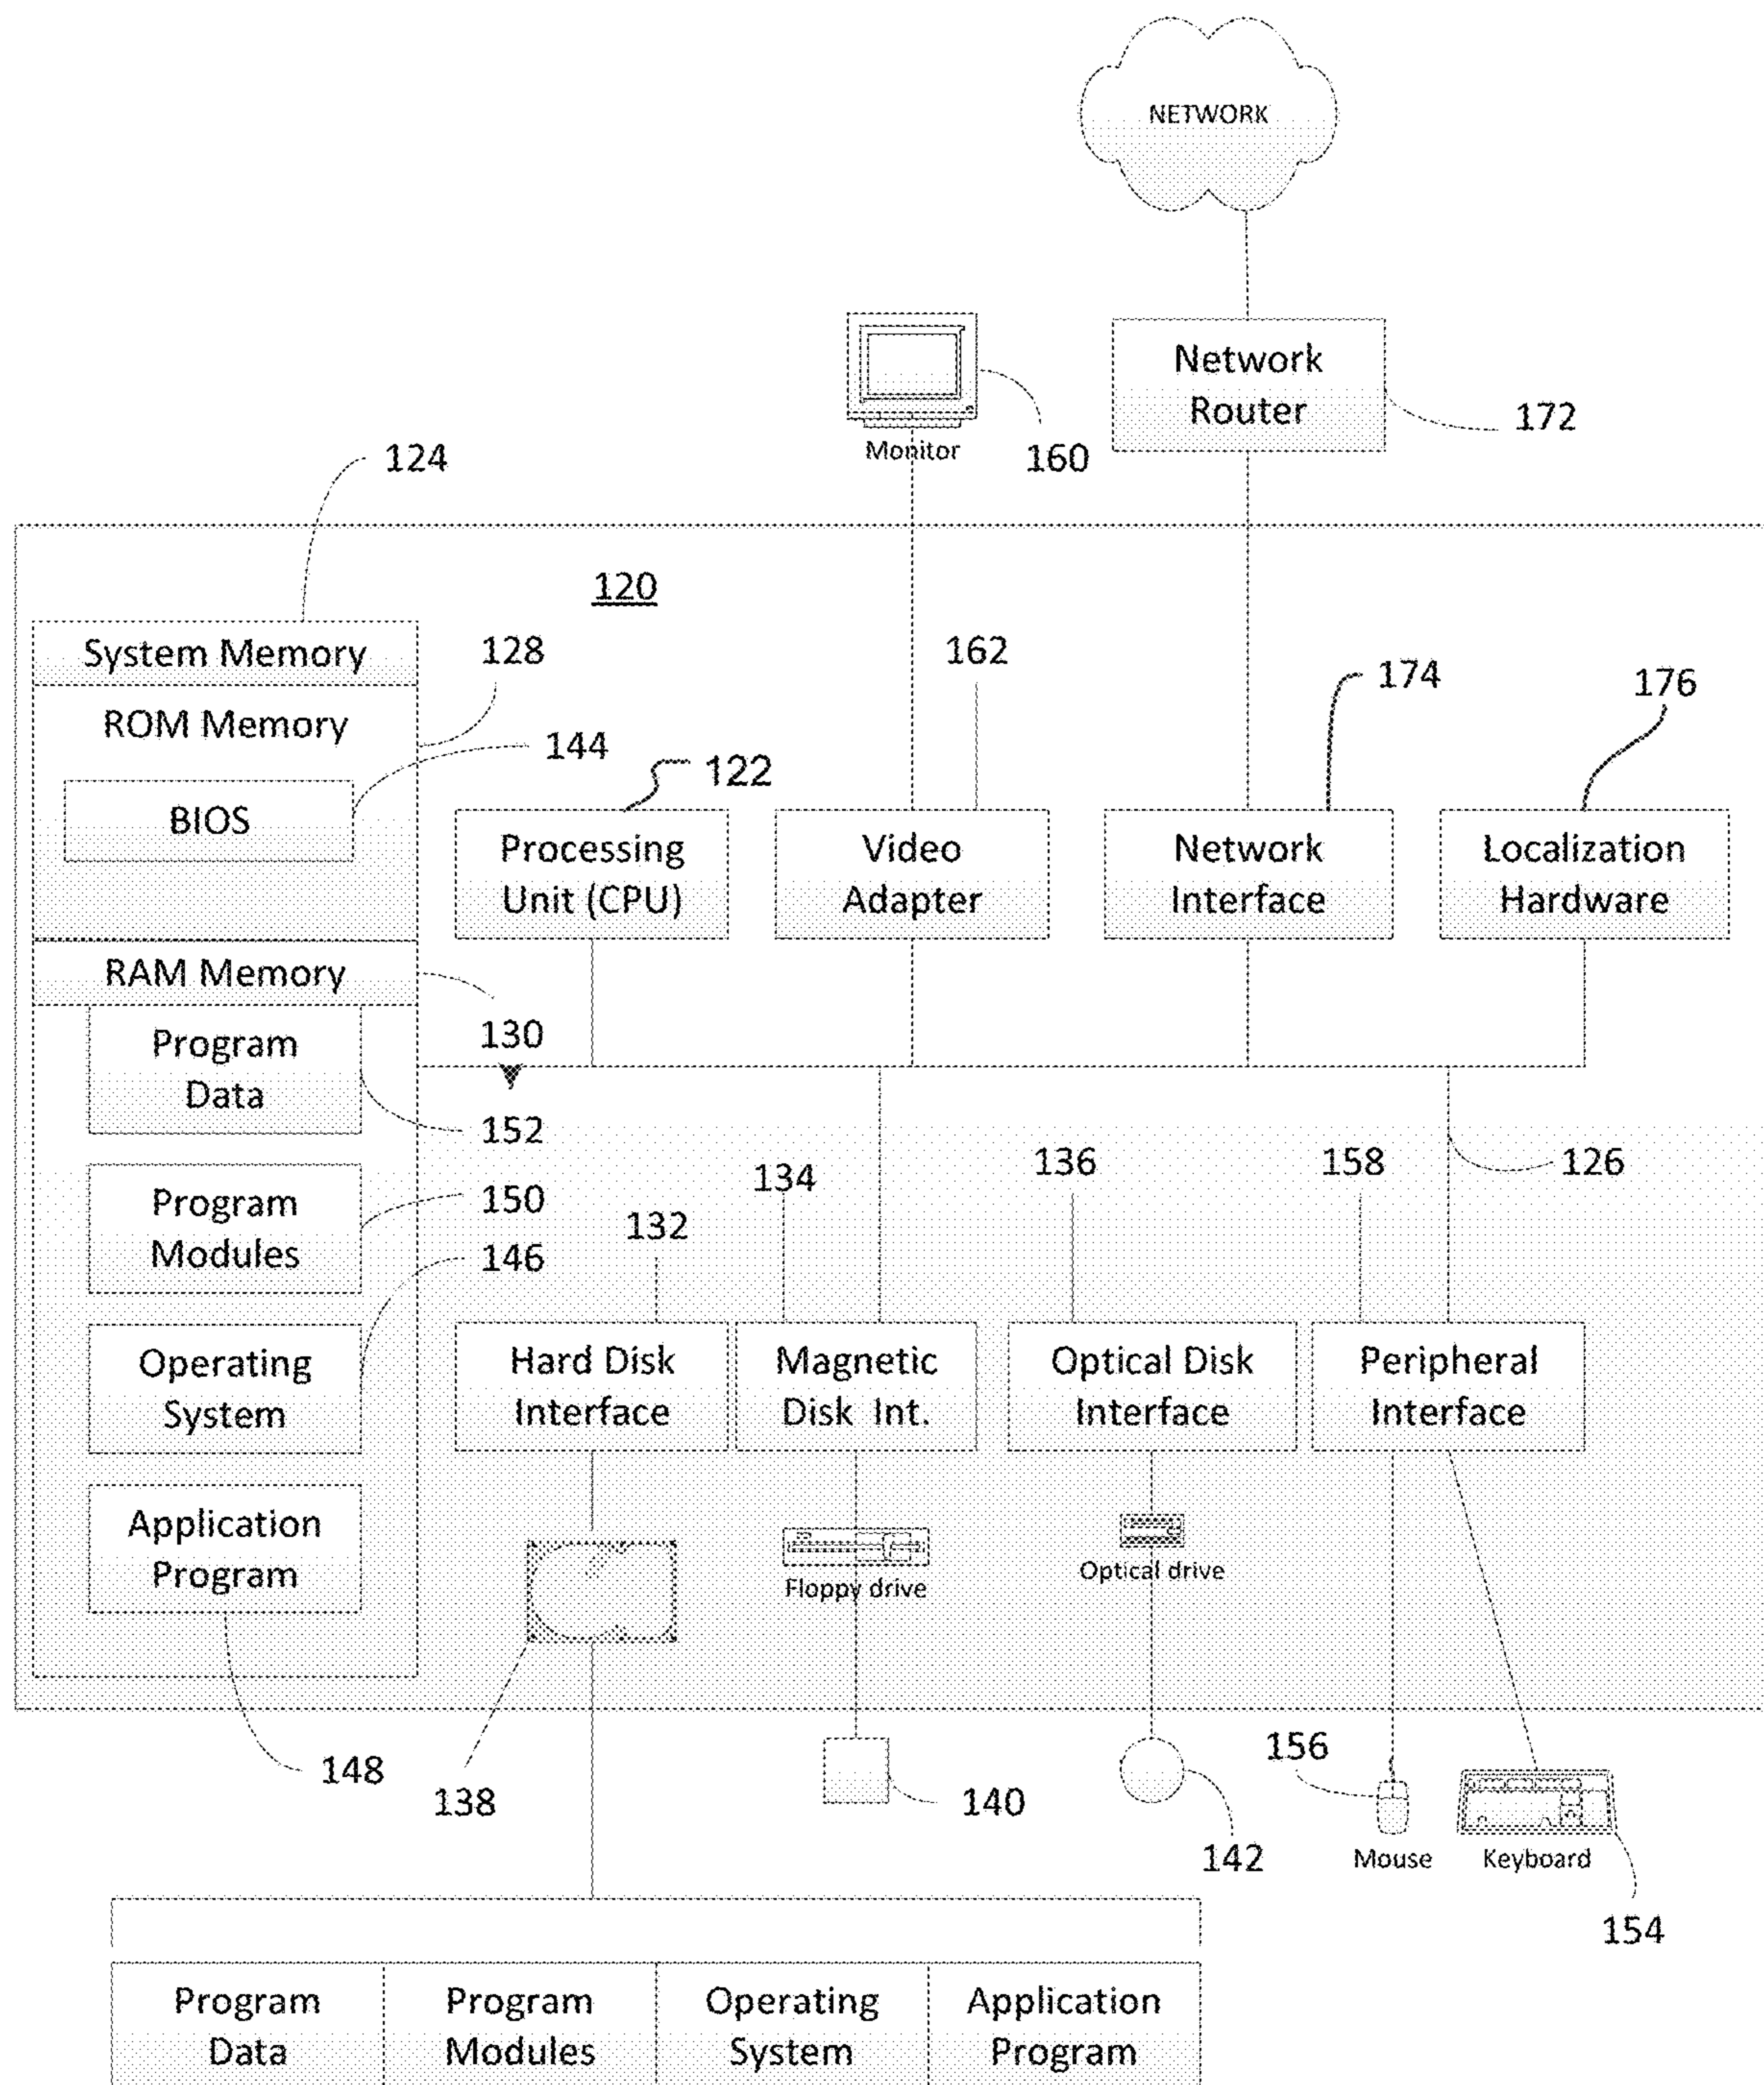 NETWORK
Network
Router
172
Monitor
160
124
120
System Memory
128
162
174
176
ROM Memory
144
122
BIOS
Processing
Unit (CPU)
Video
Adapter
Network
Interface
Localization
Hardware
RAM Memory
130
Program
Data
152
134
136
158
126
Program
Modules
150
132
146
Operating
System
Hard Disk
Interface
Magnetic
Disk Int.
Optical Disk
Interface
Peripheral
Interface
Application
Program
Floppy drive
Optical drive
148
138
140
142
156
Mouse
Keyboard
154
Program
Data
Program
Modules
Operating
System
Application
Program